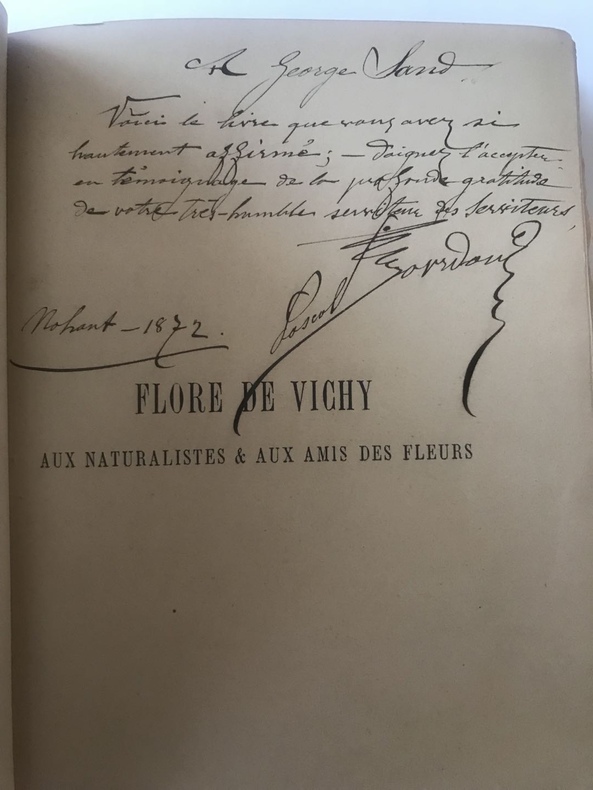 A George Sand.
Voici le livre que vous avez si
hautement affirmé; – Daignez l'accepter
en témoignage de la profonde gratitude
de votre très-humble serviteur des serviteurs,
Pascal Jourdan
Nohant – 1872.
FLORE DE VICHY
AUX NATURALISTES & AUX AMIS DES FLEURS